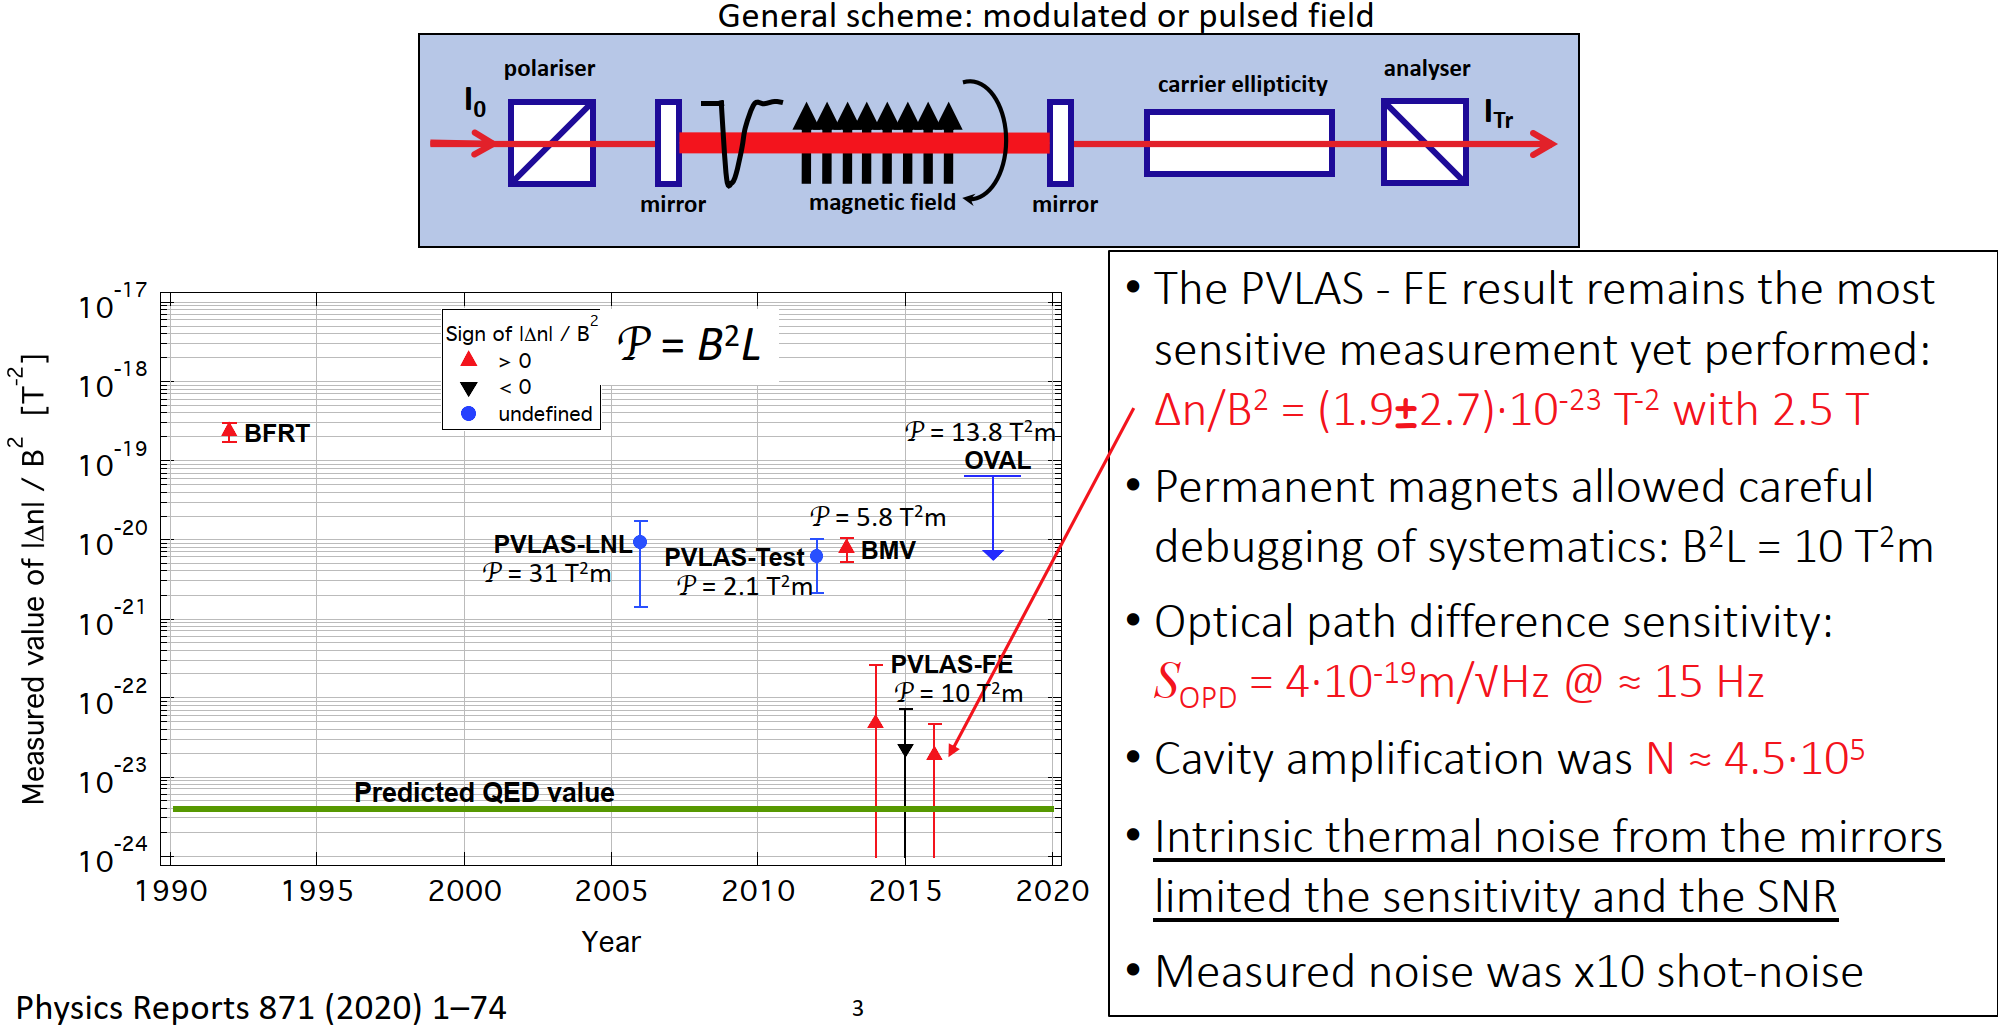 General scheme: modulated or pulsed field
polariser
I0
mirror
magnetic field
mirror
carrier ellipticity
analyser
ITr
Measured value of |Δn| / B² [T⁻²]
10⁻¹⁷
10⁻¹⁸
10⁻¹⁹
10⁻²⁰
10⁻²¹
10⁻²²
10⁻²³
10⁻²⁴
Sign of |Δn| / B²
> 0
< 0
undefined
𝒫 = B²L
BFRT
𝒫 = 13.8 T²m
OVAL
𝒫 = 5.8 T²m
BMV
PVLAS-LNL
𝒫 = 31 T²m
PVLAS-Test
𝒫 = 2.1 T²m
PVLAS-FE
𝒫 = 10 T²m
Predicted QED value
1990 1995 2000 2005 2010 2015 2020
Year
• The PVLAS - FE result remains the most
sensitive measurement yet performed:
Δn/B² = (1.9±2.7)·10⁻²³ T⁻² with 2.5 T
• Permanent magnets allowed careful
debugging of systematics: B²L = 10 T²m
• Optical path difference sensitivity:
SOPD = 4·10⁻¹⁹m/√Hz @ ≈ 15 Hz
• Cavity amplification was N ≈ 4.5·10⁵
• Intrinsic thermal noise from the mirrors
limited the sensitivity and the SNR
• Measured noise was x10 shot-noise
Physics Reports 871 (2020) 1–74
3